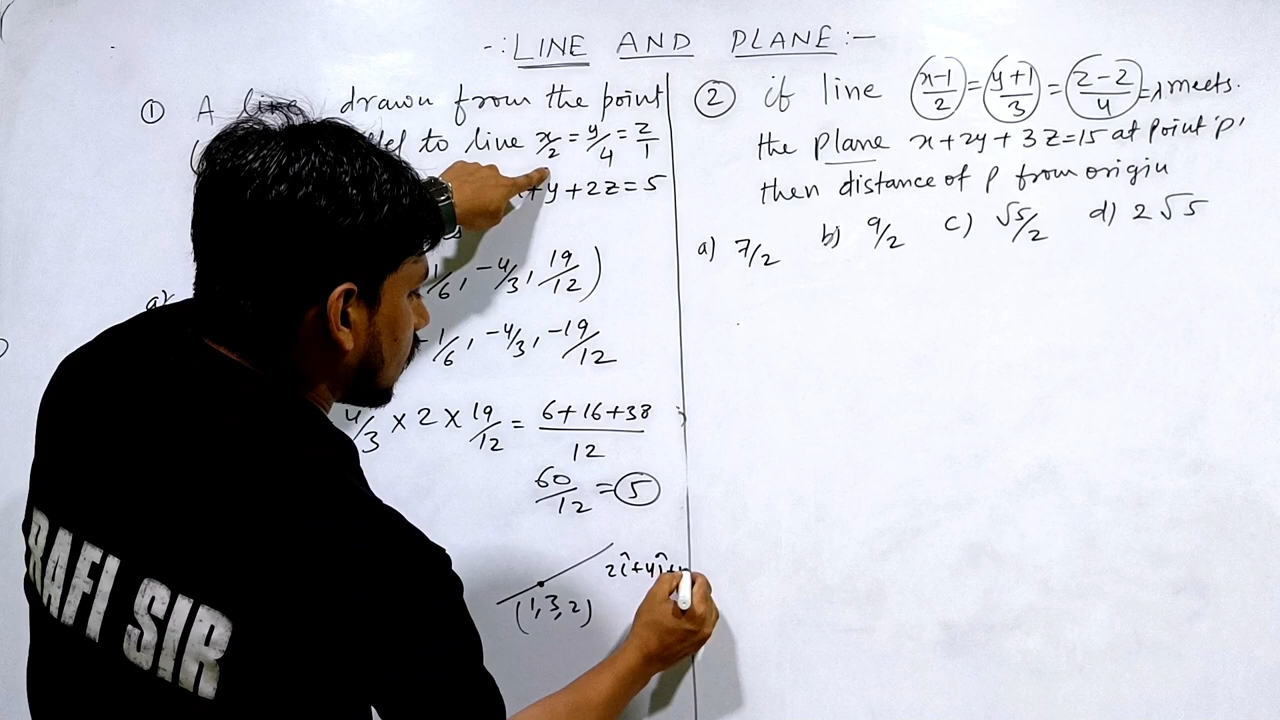 -: LINE AND PLANE :-
① A line drawn from the point
to line x/2 = y/4 = z/1
+y+2z=5
1/6, -4/3, 19/12)
-1/6, -4/3, -19/12
4/3 × 2 × 19/12 = 6+16+38/12
60/12 = 5
(1,3,2)
2î+4ĵ+
② if line x-1/2 = y+1/3 = z-2/4 = λ meets.
the plane x+2y+3z=15 at point 'p'
then distance of p from origin
a) 7/2 b) 9/2 c) √5/2 d) 2√5
RAFI SIR